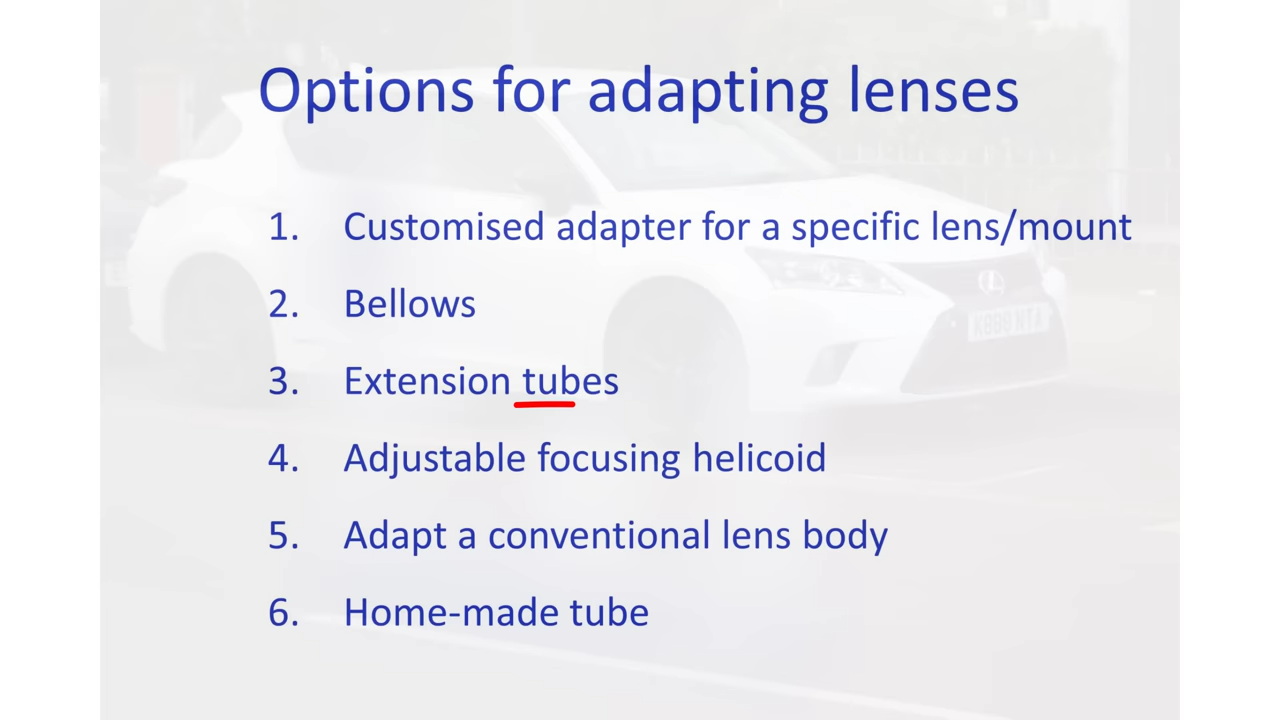 Options for adapting lenses
1. Customised adapter for a specific lens/mount
2. Bellows
3. Extension tubes
4. Adjustable focusing helicoid
5. Adapt a conventional lens body
6. Home-made tube